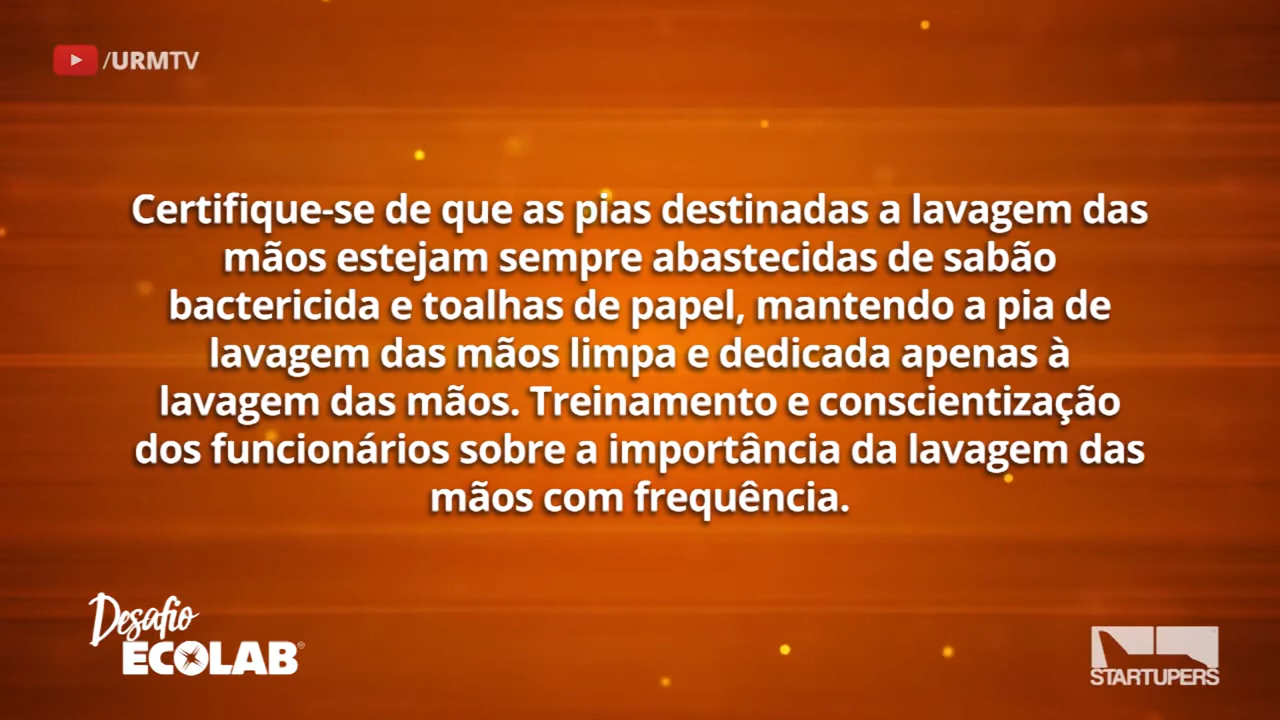 /URMTV
Certifique-se de que as pias destinadas a lavagem das
mãos estejam sempre abastecidas de sabão
bactericida e toalhas de papel, mantendo a pia de
lavagem das mãos limpa e dedicada apenas à
lavagem das mãos. Treinamento e conscientização
dos funcionários sobre a importância da lavagem das
mãos com frequência.
Desafio
ECOLAB®
STARTUPERS